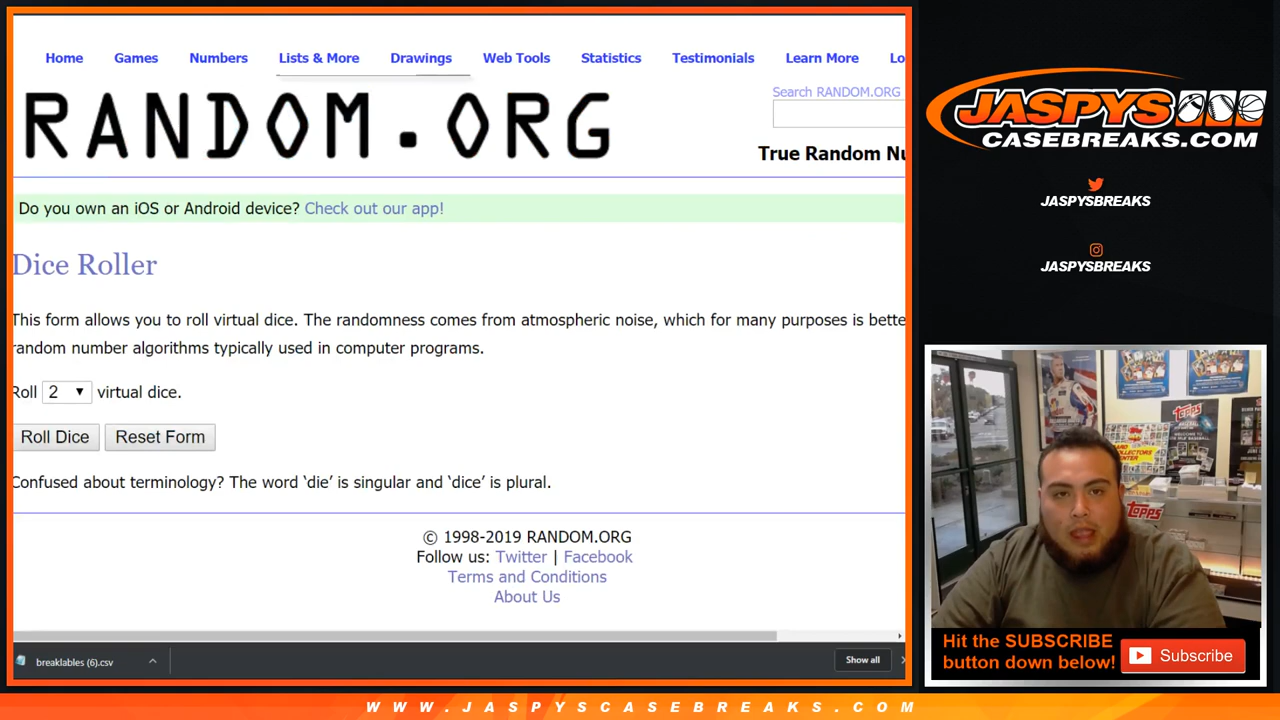 Home Games Numbers Lists & More Drawings Web Tools Statistics Testimonials Learn More Lo
RANDOM.ORG
Search RANDOM.ORG
True Random Nu
Do you own an iOS or Android device? Check out our app!
Dice Roller
This form allows you to roll virtual dice. The randomness comes from atmospheric noise, which for many purposes is bette
random number algorithms typically used in computer programs.
Roll 2 virtual dice.
Roll Dice Reset Form
Confused about terminology? The word ‘die’ is singular and ‘dice’ is plural.
© 1998-2019 RANDOM.ORG
Follow us: Twitter | Facebook
Terms and Conditions
About Us
breaklables (6).csv
Show all
JASPYS
CASEBREAKS.COM
JASPYSBREAKS
JASPYSBREAKS
topps
topps
Hit the SUBSCRIBE
button down below!
Subscribe
WWW.JASPYSCASEBREAKS.COM